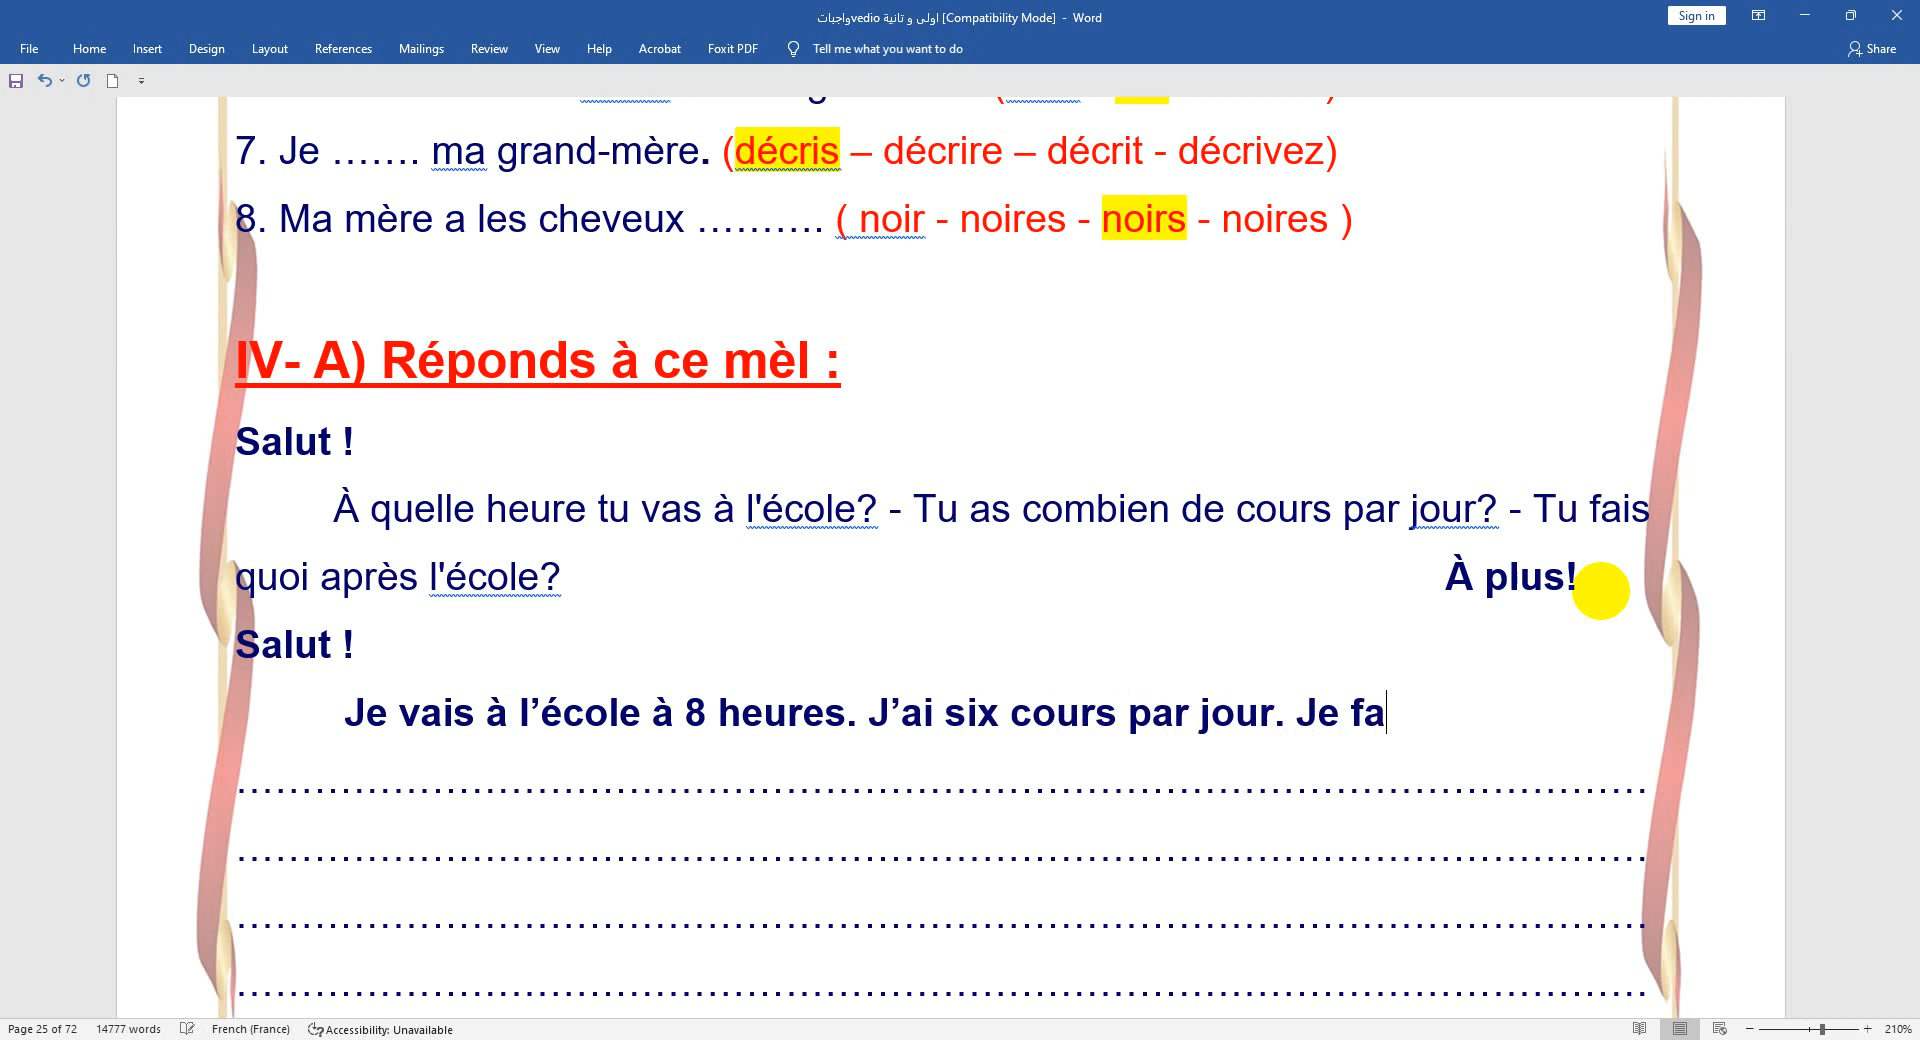 واجباتvedio اولى و تانية [Compatibility Mode] - Word
Sign in
File Home Insert Design Layout References Mailings Review View Help Acrobat Foxit PDF Tell me what you want to do Share
7. Je ……. ma grand-mère. (décris – décrire – décrit - décrivez)
8. Ma mère a les cheveux ………. ( noir - noires - noirs - noires )
IV- A) Réponds à ce mèl :
Salut !
À quelle heure tu vas à l'école? - Tu as combien de cours par jour? - Tu fais
quoi après l'école? À plus!
Salut !
Je vais à l’école à 8 heures. J’ai six cours par jour. Je fa
Page 25 of 72 14777 words French (France) Accessibility: Unavailable 210%